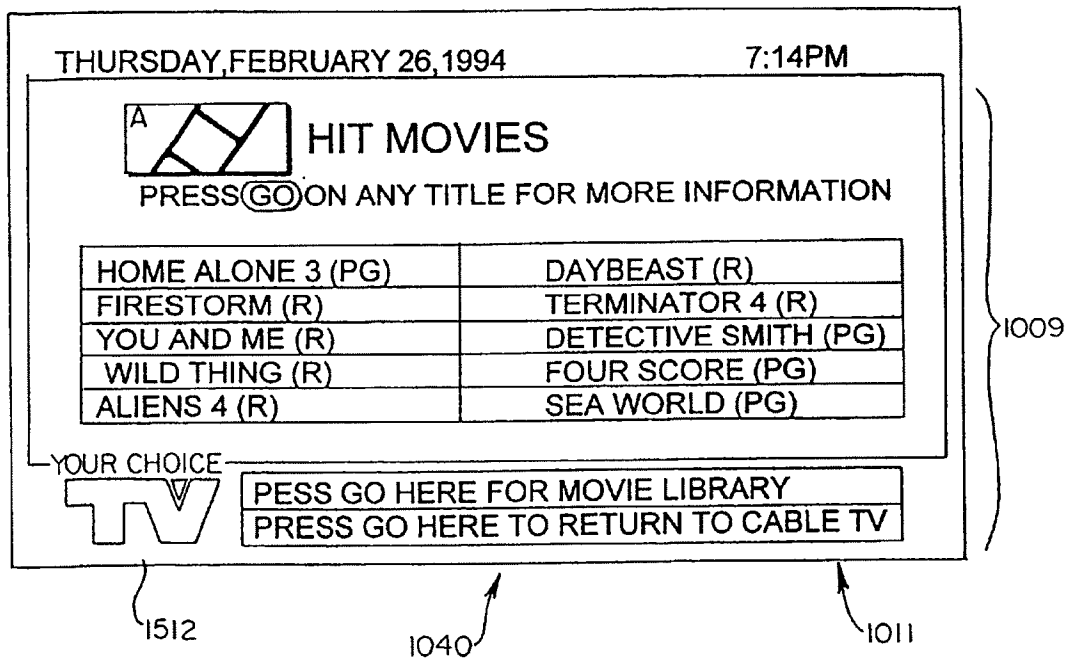 THURSDAY,FEBRUARY 26,1994 7:14PM
A
HIT MOVIES
PRESS GO ON ANY TITLE FOR MORE INFORMATION
HOME ALONE 3 (PG) DAYBEAST (R)
FIRESTORM (R) TERMINATOR 4 (R)
YOU AND ME (R) DETECTIVE SMITH (PG)
WILD THING (R) FOUR SCORE (PG)
ALIENS 4 (R) SEA WORLD (PG)
1009
YOUR CHOICE
TV
PESS GO HERE FOR MOVIE LIBRARY
PRESS GO HERE TO RETURN TO CABLE TV
1512 1040 1011